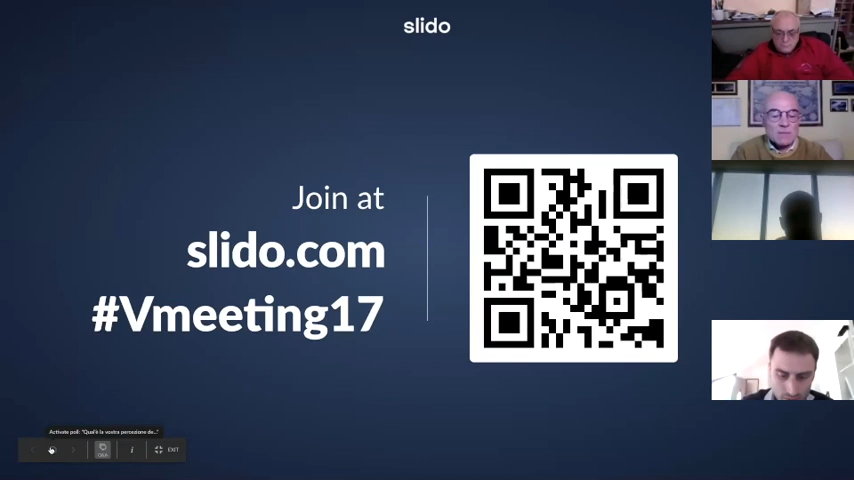 slido
Join at
slido.com
#Vmeeting17
Activate poll: "Qual'è la vostra percezione de..."
Q&A
i
EXIT